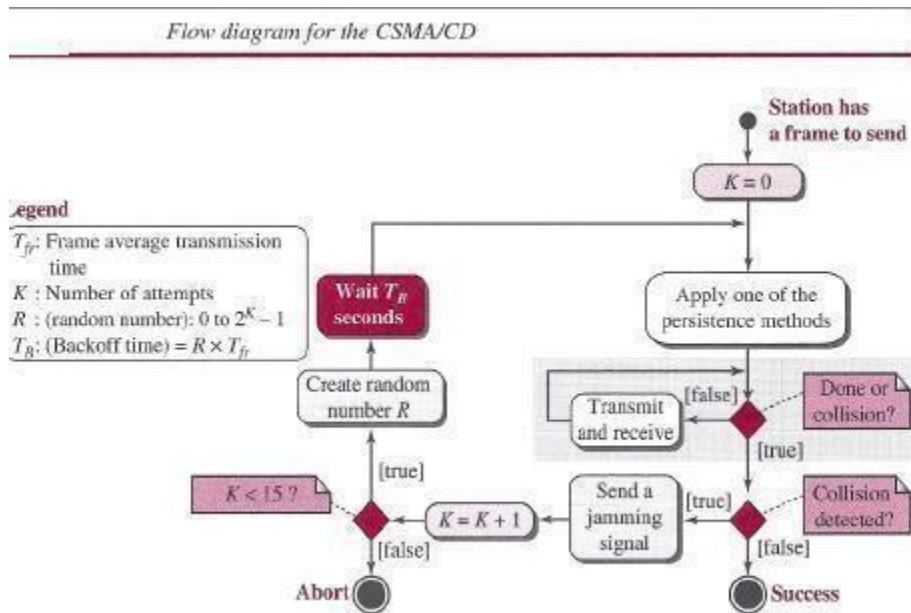 Flow diagram for the CSMA/CD
Station has
a frame to send
K = 0
Legend
T_fr: Frame average transmission
time
K : Number of attempts
R : (random number): 0 to 2^K – 1
T_B: (Backoff time) = R × T_fr
Wait T_B
seconds
Apply one of the
persistence methods
Create random
number R
[false]
Transmit
and receive
Done or
collision?
[true]
[true]
K < 15 ?
K = K + 1
Send a
jamming
signal
[true]
Collision
detected?
[false]
[false]
Abort
Success